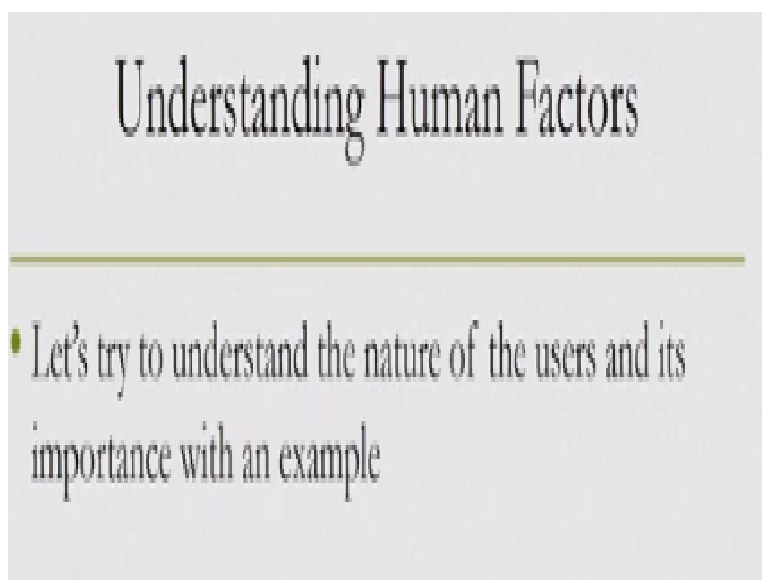 Understanding Human Factors
• Let's try to understand the nature of the users and its
importance with an example